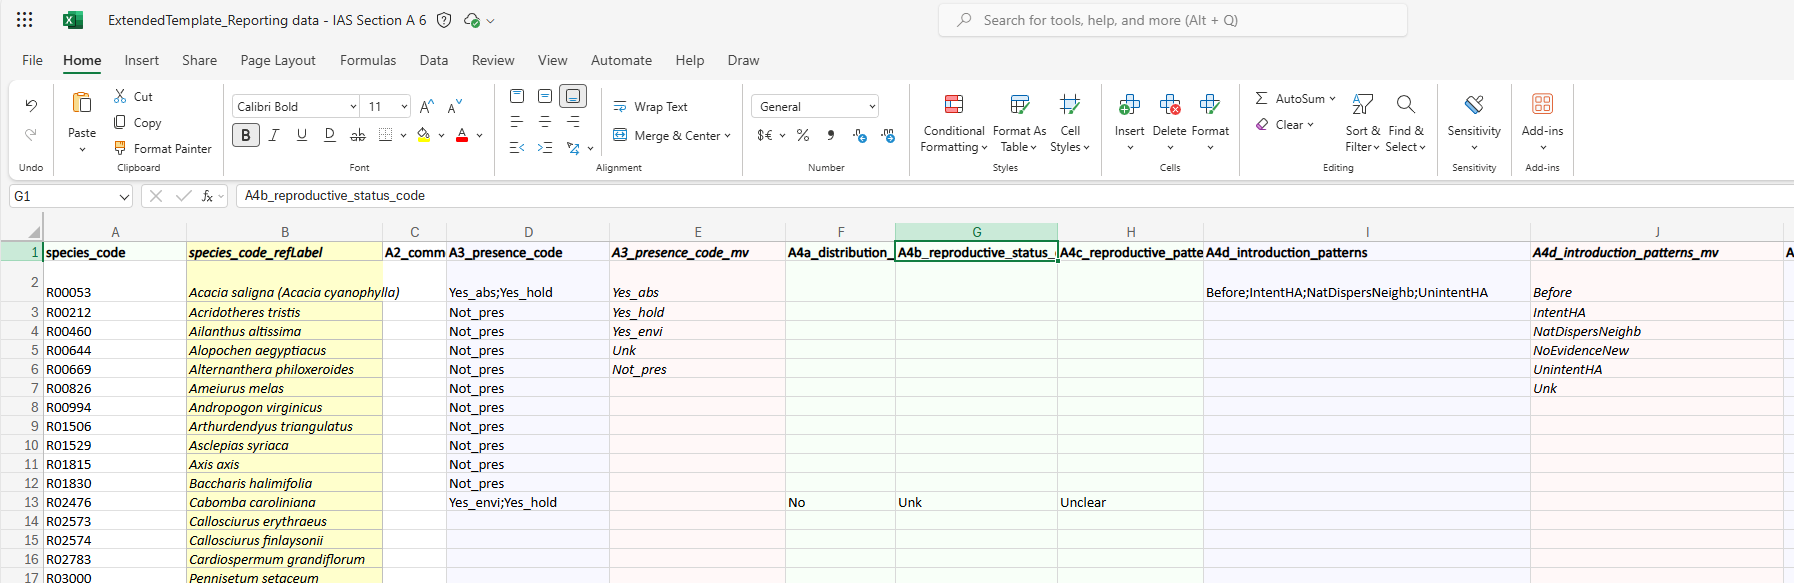 ExtendedTemplate_Reporting data - IAS Section A 6
Search for tools, help, and more (Alt + Q)
File Home Insert Share Page Layout Formulas Data Review View Automate Help Draw
Paste Cut Copy Format Painter
Calibri Bold 11
B I U D ab A
Wrap Text
Merge & Center
General
$€ % 9
Conditional Formatting Format As Table Cell Styles
Insert Delete Format
AutoSum Clear
Sort & Filter Find & Select
Sensitivity
Add-ins
Undo Clipboard Font Alignment Number Styles Cells Editing Sensitivity Add-ins
G1 fx A4b_reproductive_status_code
A B C D E F G H I J
1 species_code species_code_refLabel A2_comm A3_presence_code A3_presence_code_mv A4a_distribution_ A4b_reproductive_status_ A4c_reproductive_patte A4d_introduction_patterns A4d_introduction_patterns_mv A
2 R00053 Acacia saligna (Acacia cyanophylla) Yes_abs;Yes_hold Yes_abs Before;IntentHA;NatDispersNeighb;UnintentHA Before
3 R00212 Acridotheres tristis Not_pres Yes_hold IntentHA
4 R00460 Ailanthus altissima Not_pres Yes_envi NatDispersNeighb
5 R00644 Alopochen aegyptiacus Not_pres Unk NoEvidenceNew
6 R00669 Alternanthera philoxeroides Not_pres Not_pres UnintentHA
7 R00826 Ameiurus melas Not_pres Unk
8 R00994 Andropogon virginicus Not_pres
9 R01506 Arthurdendyus triangulatus Not_pres
10 R01529 Asclepias syriaca Not_pres
11 R01815 Axis axis Not_pres
12 R01830 Baccharis halimifolia Not_pres
13 R02476 Cabomba caroliniana Yes_envi;Yes_hold No Unk Unclear
14 R02573 Callosciurus erythraeus
15 R02574 Callosciurus finlaysonii
16 R02783 Cardiospermum grandiflorum
17 R03000 Pennisetum setaceum